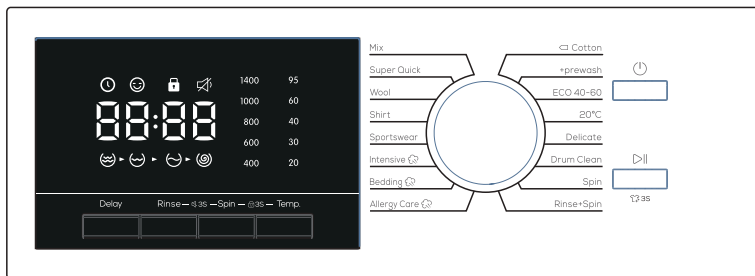 1400 95
1000 60
88:88 800 40
600 30
400 20
Delay Rinse — 3S —Spin — 3S— Temp.
Mix
Super Quick
Wool
Shirt
Sportswear
Intensive
Bedding
Allergy Care
Cotton
+prewash
ECO 40-60
20°C
Delicate
Drum Clean
Spin
Rinse+Spin
3S